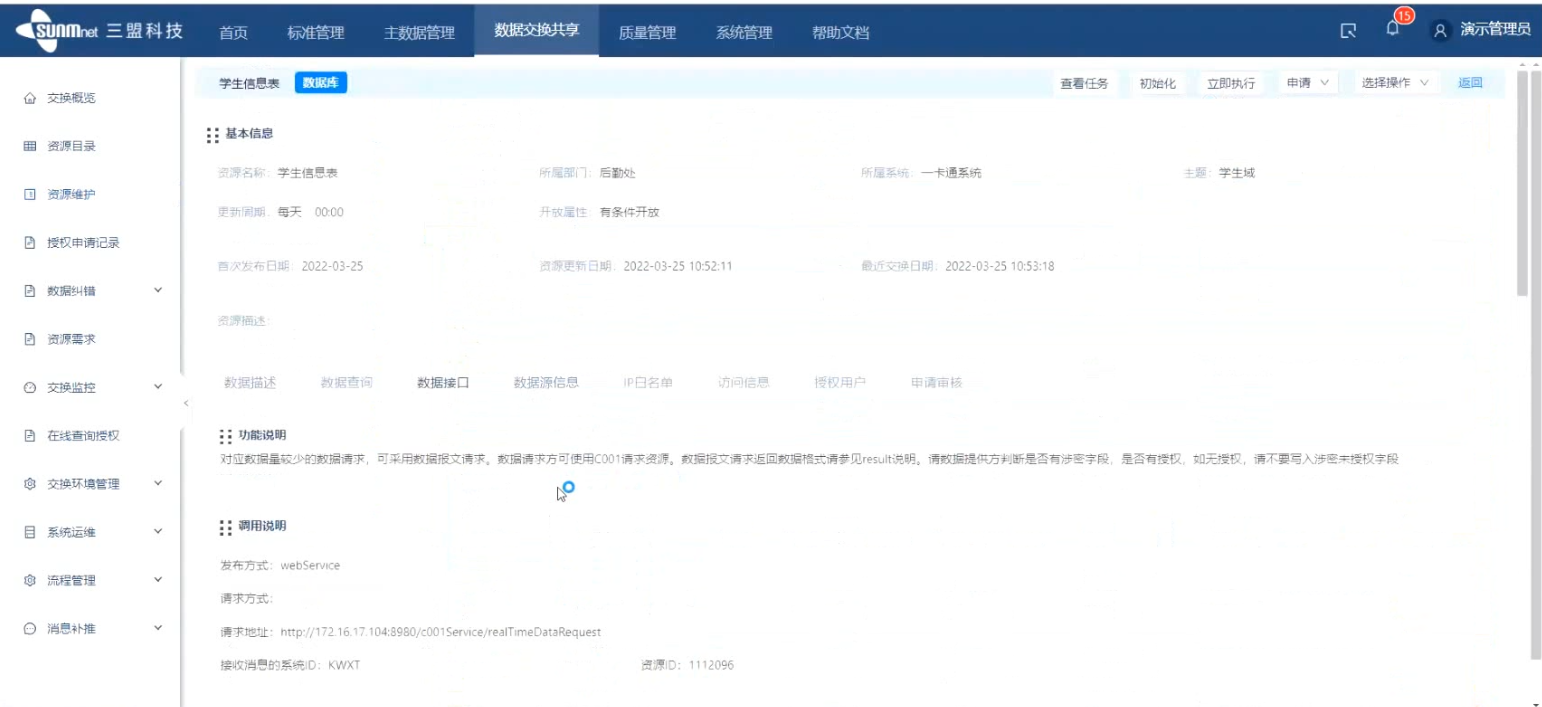 sunmnet 三盟科技 首页 标准管理 主数据管理 数据交换共享 质量管理 系统管理 帮助文档 15 演示管理员
学生信息表 数据库 查看任务 初始化 立即执行 申请 选择操作 返回
交换概览
资源目录
资源维护
授权申请记录
数据纠错
资源需求
交换监控
在线查询授权
交换环境管理
系统运维
流程管理
消息补推
基本信息
资源名称: 学生信息表 所属部门: 后勤处 所属系统: 一卡通系统 主题: 学生域
更新周期: 每天 00:00 开放属性 有条件开放
首次发布日期: 2022-03-25 资源更新日期: 2022-03-25 10:52:11 最近交换日期: 2022-03-25 10:53:18
资源描述:
数据描述 数据查询 数据接口 数据源信息 IP白名单 访问信息 授权用户 申请审核
功能说明
对应数据量较少的数据请求，可采用数据报文请求。数据请求方可使用C001请求资源。数据报文请求返回数据格式请参见result说明。请数据提供方判断是否有涉密字段，是否有授权，如无授权，请不要写入涉密未授权字段
调用说明
发布方式: webService
请求方式:
请求地址: http://172.16.17.104:8980/c001Service/realTimeDataRequest
接收消息的系统ID: KWXT 资源ID: 1112096